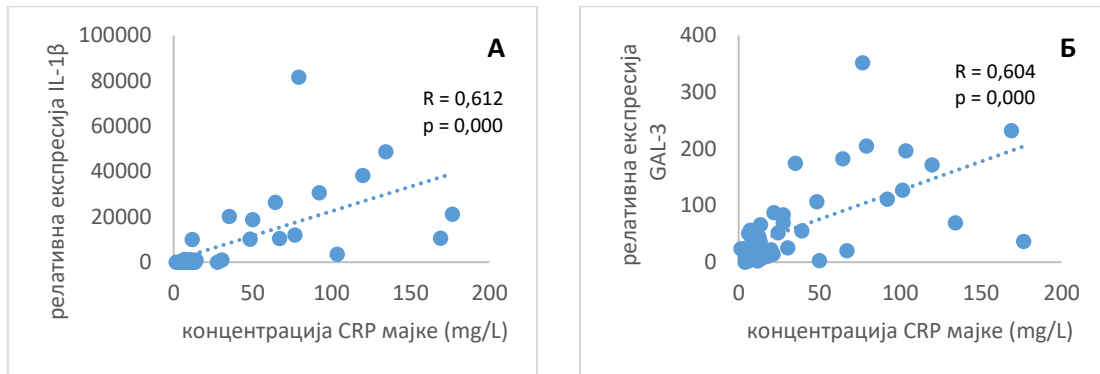 А
релативна експресија IL-1β
100000
80000
60000
40000
20000
0
R = 0,612
p = 0,000
0
50
100
150
200
концентрација CRP мајке (mg/L)
Б
релативна експресија
GAL-3
400
300
200
100
0
R = 0,604
p = 0,000
0
50
100
150
200
концентрација CRP мајке (mg/L)